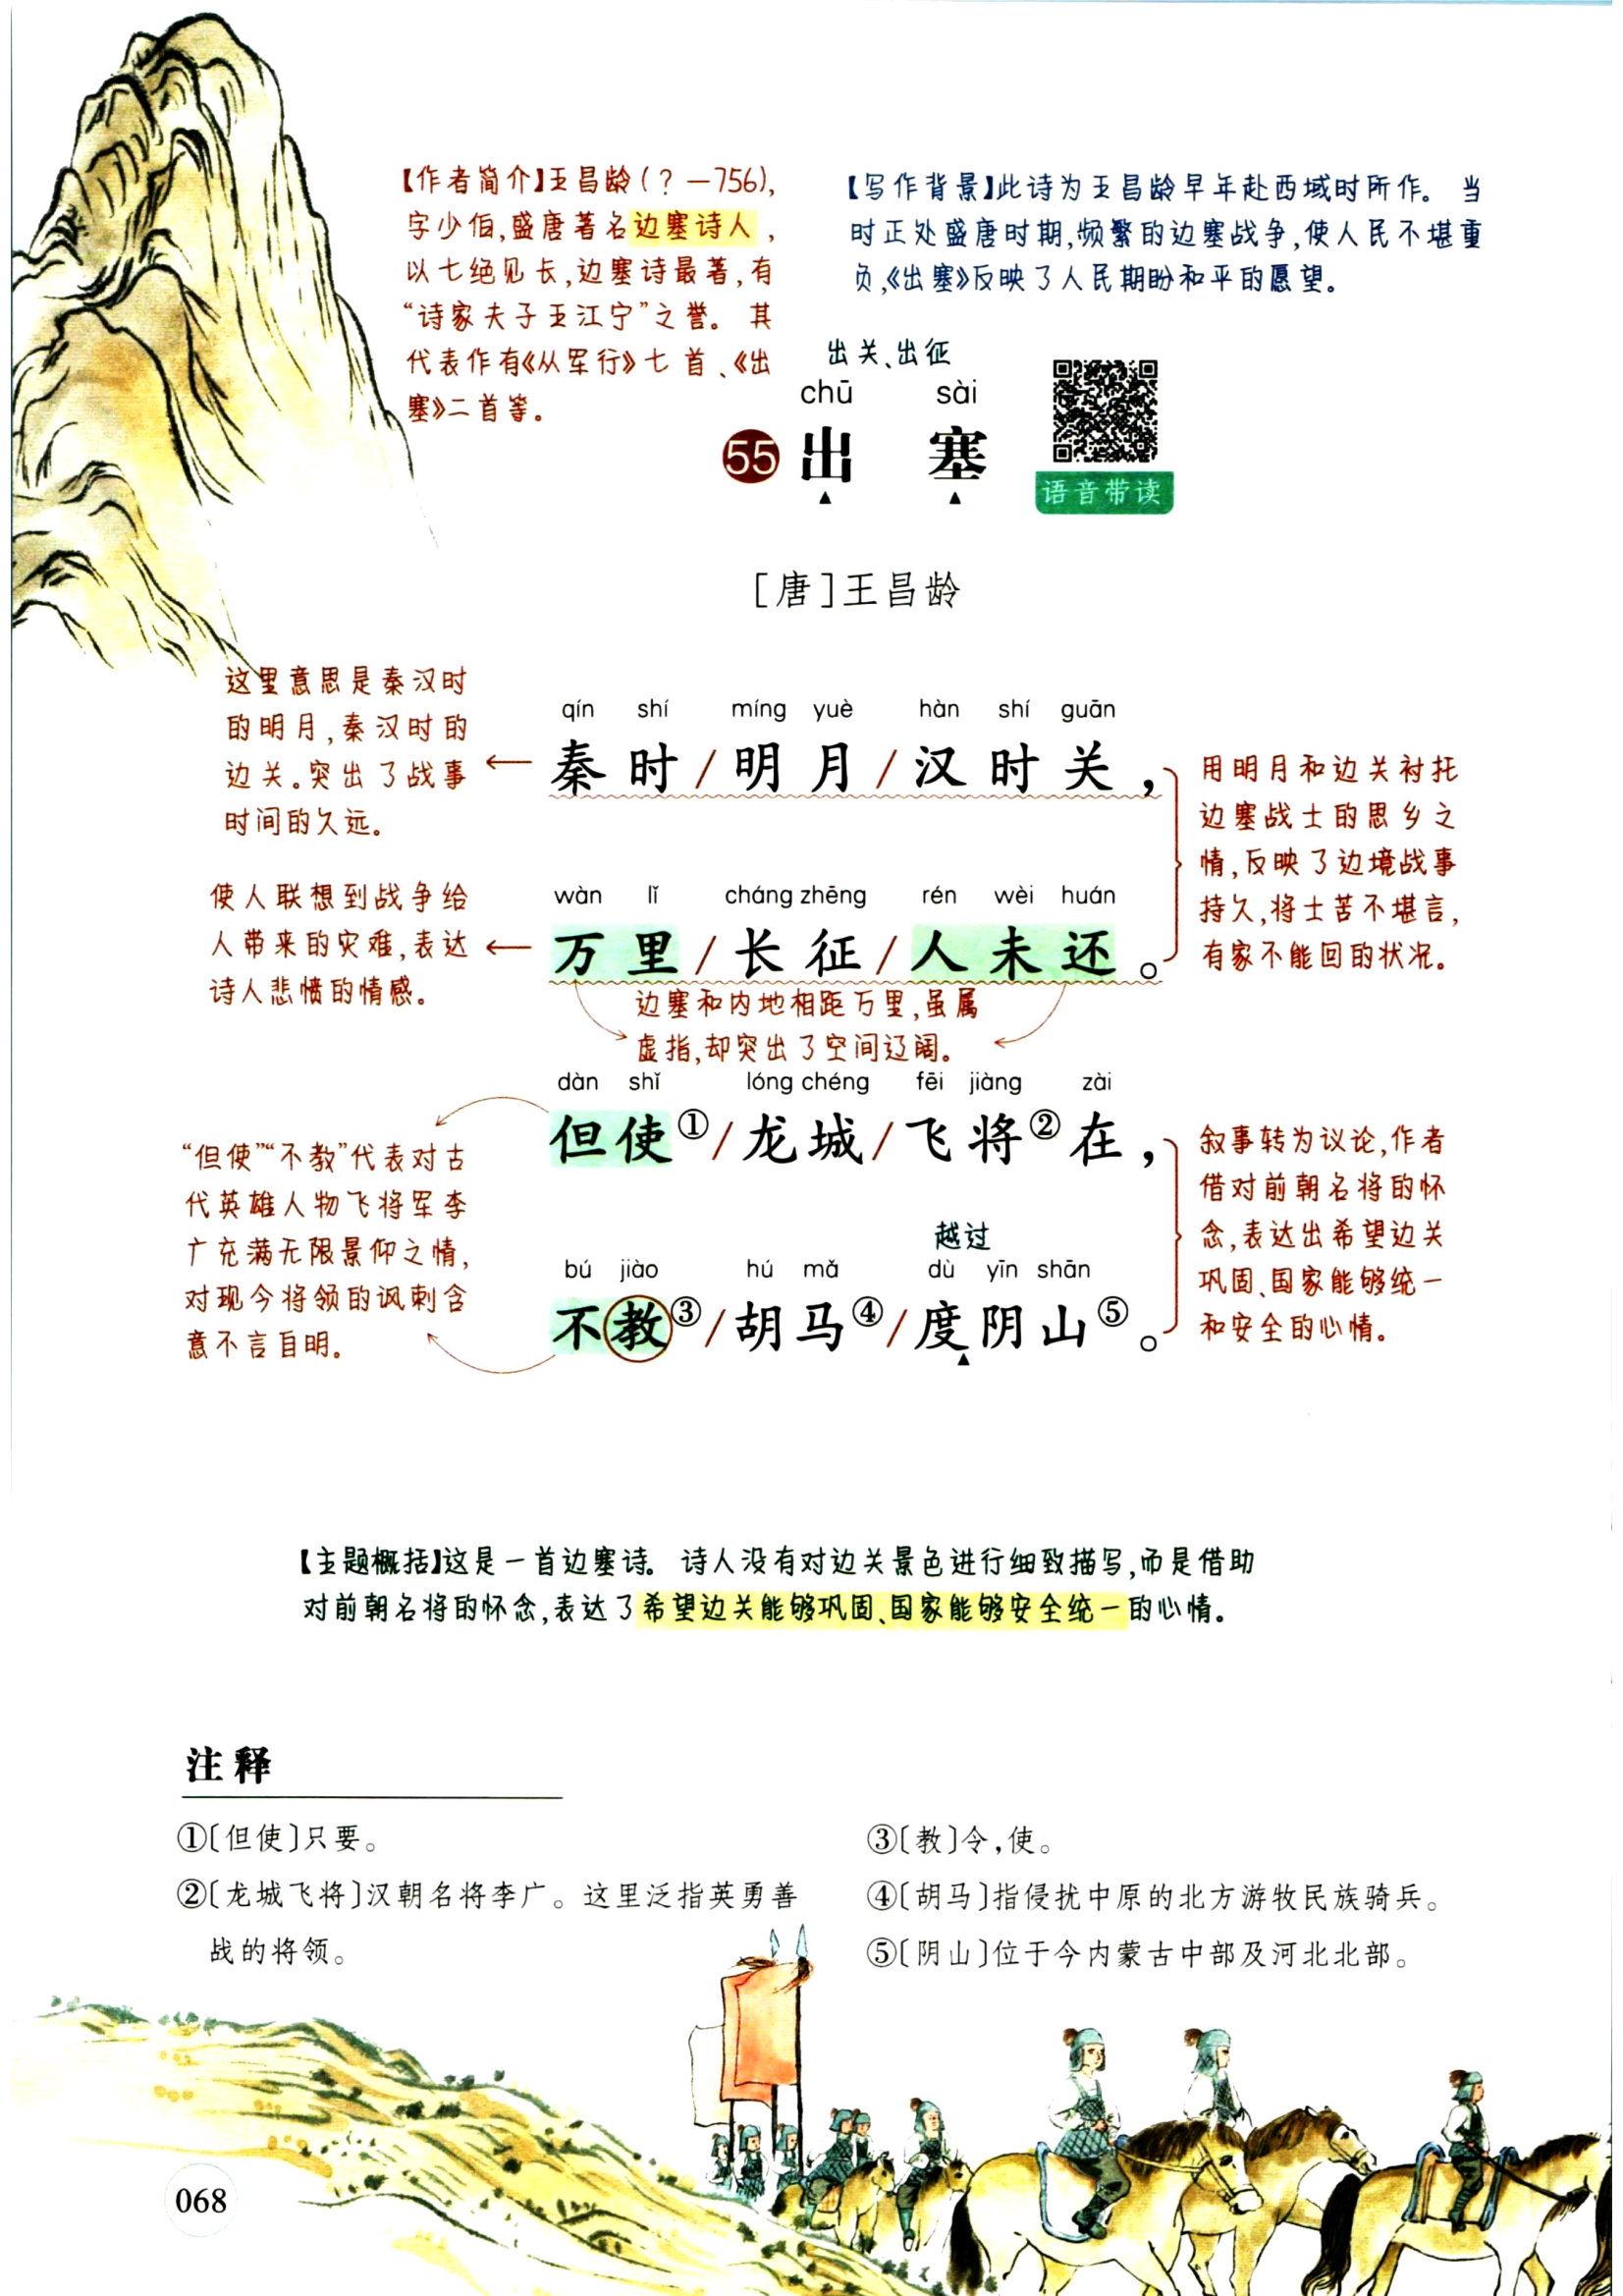 【作者简介】王昌龄(？—756),
字少伯,盛唐著名边塞诗人，
以七绝见长,边塞诗最著,有
“诗家夫子王江宁”之誉。其
代表作有《从军行》七首、《出
塞》二首等。
【写作背景】此诗为王昌龄早年赴西域时所作。当
时正处盛唐时期,频繁的边塞战争,使人民不堪重
负,《出塞》反映了人民期盼和平的愿望。
出关、出征
chū sài
55 出 塞
语音带读
［唐］王昌龄
这里意思是秦汉时
的明月,秦汉时的
边关。突出了战事
时间的久远。
qín shí míng yuè hàn shí guān
秦时/明月/汉时关，
用明月和边关衬托
边塞战士的思乡之
情,反映了边境战事
持久,将士苦不堪言,
有家不能回的状况。
使人联想到战争给
人带来的灾难,表达
诗人悲愤的情感。
wàn lǐ cháng zhēng rén wèi huán
万里/长征/人未还。
边塞和内地相距万里,虽属
虚指,却突出了空间辽阔。
dàn shǐ lóng chéng fēi jiàng zài
但使①/龙城/飞将②在，
“但使”“不教”代表对古
代英雄人物飞将军李
广充满无限景仰之情,
对现今将领的讽刺含
意不言自明。
越过
bú jiào hú mǎ dù yīn shān
不教③/胡马④/度阴山⑤。
叙事转为议论,作者
借对前朝名将的怀
念,表达出希望边关
巩固、国家能够统一
和安全的心情。
【主题概括】这是一首边塞诗。诗人没有对边关景色进行细致描写,而是借助
对前朝名将的怀念,表达了希望边关能够巩固、国家能够安全统一的心情。
注释
①〔但使〕只要。
②〔龙城飞将〕汉朝名将李广。这里泛指英勇善
战的将领。
③〔教〕令,使。
④〔胡马〕指侵扰中原的北方游牧民族骑兵。
⑤〔阴山〕位于今内蒙古中部及河北北部。
068